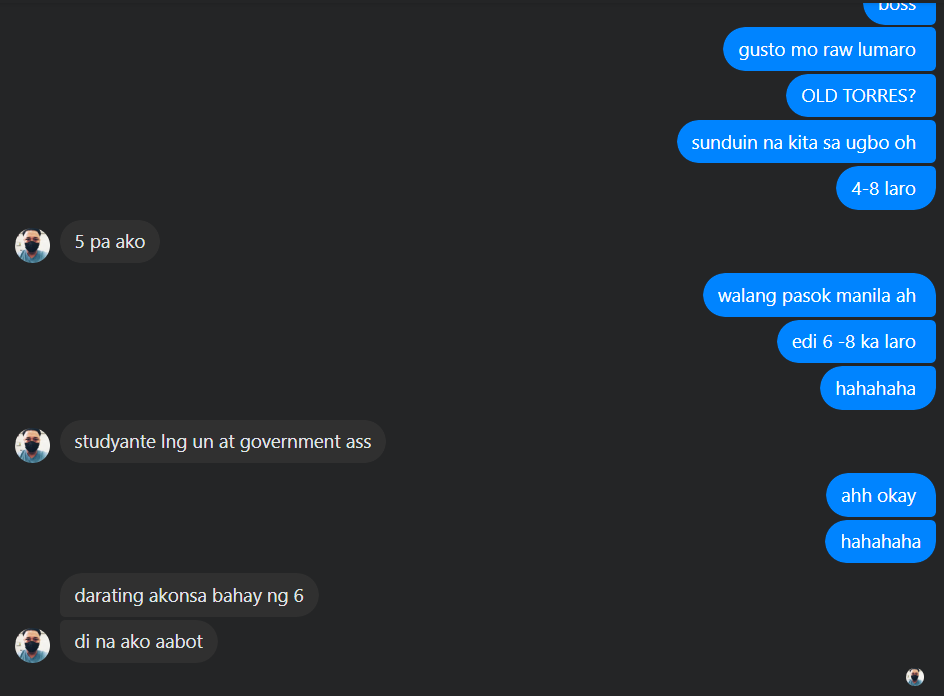 boss
gusto mo raw lumaro
OLD TORRES?
sunduin na kita sa ugbo oh
4-8 laro
5 pa ako
walang pasok manila ah
edi 6 -8 ka laro
hahahaha
studyante lng un at government ass
ahh okay
hahahaha
darating akonsa bahay ng 6
di na ako aabot